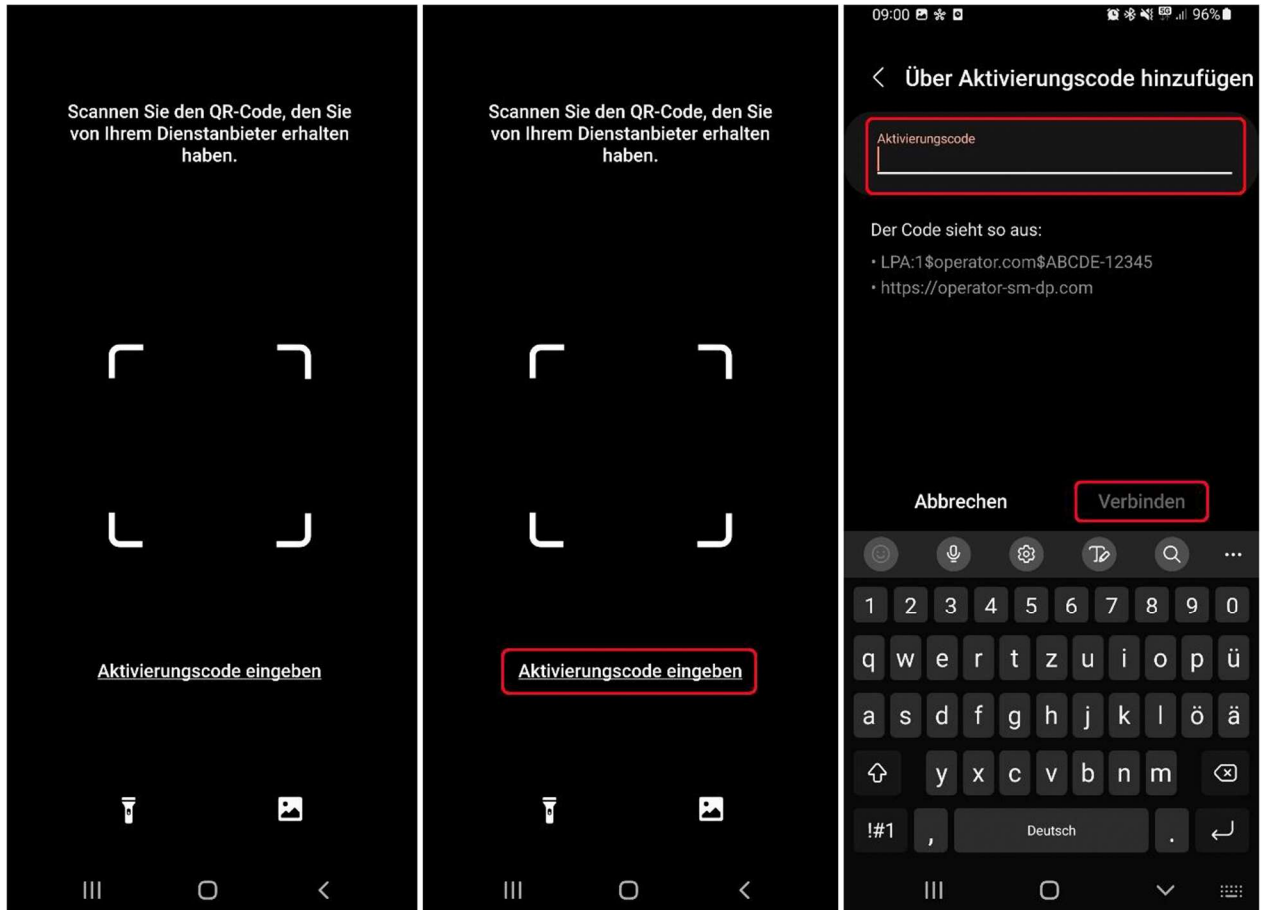 Scannen Sie den QR-Code, den Sie
von Ihrem Dienstanbieter erhalten
haben.
Aktivierungscode eingeben
Scannen Sie den QR-Code, den Sie
von Ihrem Dienstanbieter erhalten
haben.
Aktivierungscode eingeben
09:00 5G 96%
Über Aktivierungscode hinzufügen
Aktivierungscode
Der Code sieht so aus:
• LPA:1$operator.com$ABCDE-12345
• https://operator-sm-dp.com
Abbrechen Verbinden
1 2 3 4 5 6 7 8 9 0
q w e r t z u i o p ü
a s d f g h j k l ö ä
y x c v b n m
!#1 , Deutsch .